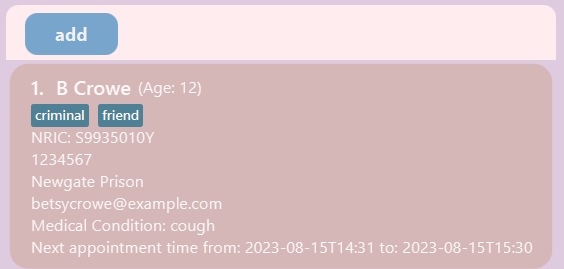 add
1. B Crowe (Age: 12)
criminal friend
NRIC: S9935010Y
1234567
Newgate Prison
betsycrowe@example.com
Medical Condition: cough
Next appointment time from: 2023-08-15T14:31 to: 2023-08-15T15:30